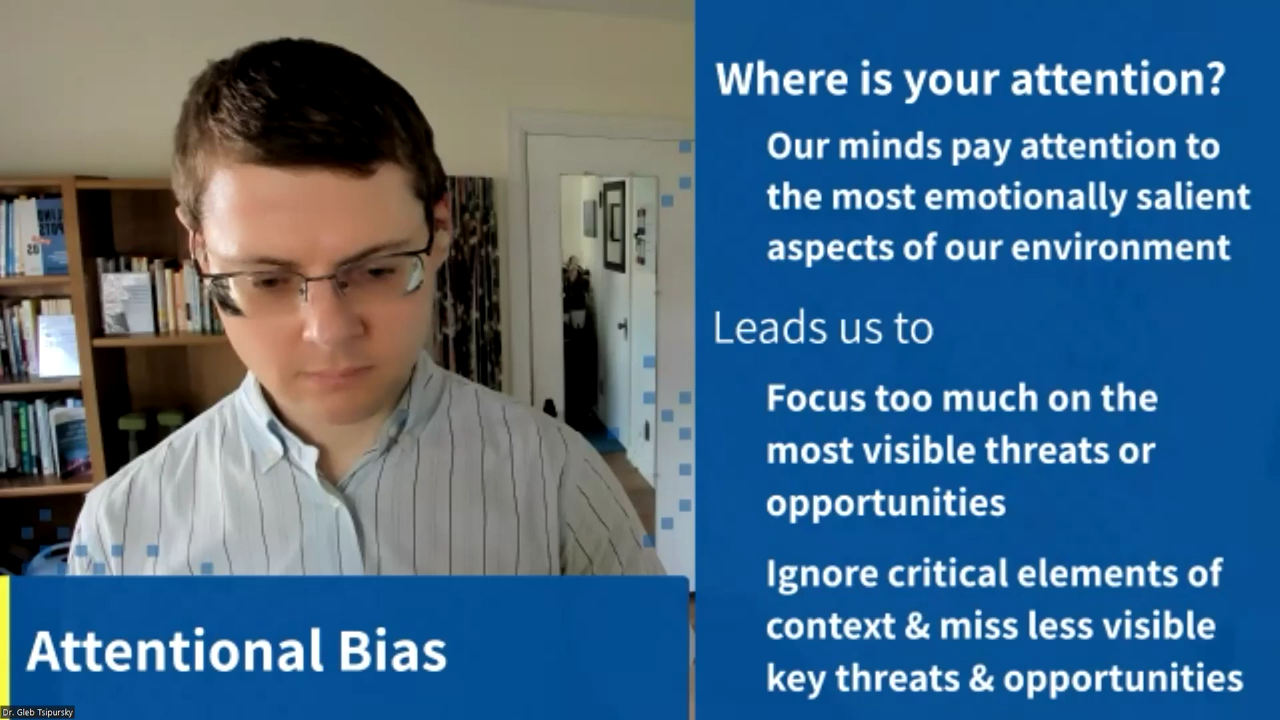 Where is your attention?
Our minds pay attention to
the most emotionally salient
aspects of our environment
Leads us to
Focus too much on the
most visible threats or
opportunities
Ignore critical elements of
context & miss less visible
key threats & opportunities
Attentional Bias
Dr. Gleb Tsipursky